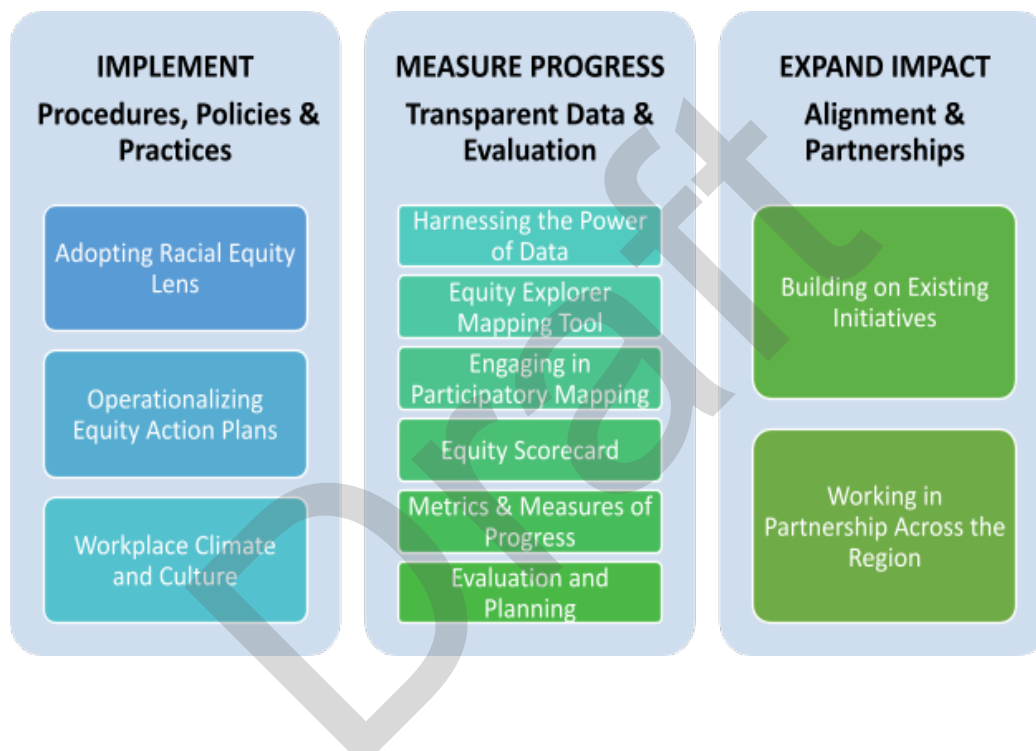 IMPLEMENT
Procedures, Policies &
Practices
Adopting Racial Equity
Lens
Operationalizing
Equity Action Plans
Workplace Climate
and Culture
MEASURE PROGRESS
Transparent Data &
Evaluation
Harnessing the Power
of Data
Equity Explorer
Mapping Tool
Engaging in
Participatory Mapping
Equity Scorecard
Metrics & Measures of
Progress
Evaluation and
Planning
EXPAND IMPACT
Alignment &
Partnerships
Building on Existing
Initiatives
Working in
Partnership Across the
Region
Draft